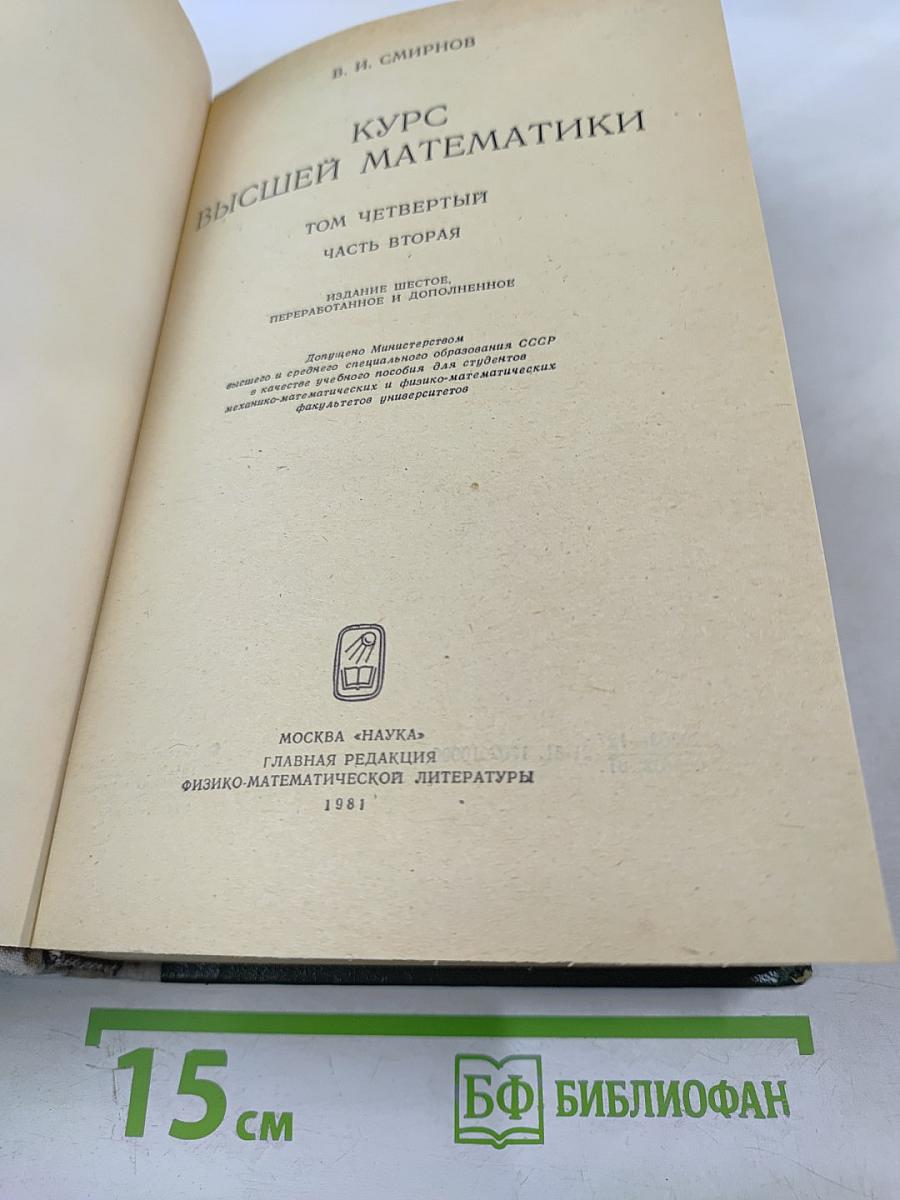 В. И. СМИРНОВ
КУРС
ВЫСШЕЙ МАТЕМАТИКИ
ТОМ ЧЕТВЕРТЫЙ
ЧАСТЬ ВТОРАЯ
ИЗДАНИЕ ШЕСТОЕ,
ПЕРЕРАБОТАННОЕ И ДОПОЛНЕННОЕ
Допущено Министерством
высшего и среднего специального образования СССР
в качестве учебного пособия для студентов
механико-математических и физико-математических
факультетов университетов
МОСКВА «НАУКА»
ГЛАВНАЯ РЕДАКЦИЯ
ФИЗИКО-МАТЕМАТИЧЕСКОЙ ЛИТЕРАТУРЫ
1981
15 см
БФ БИБЛИОФАН